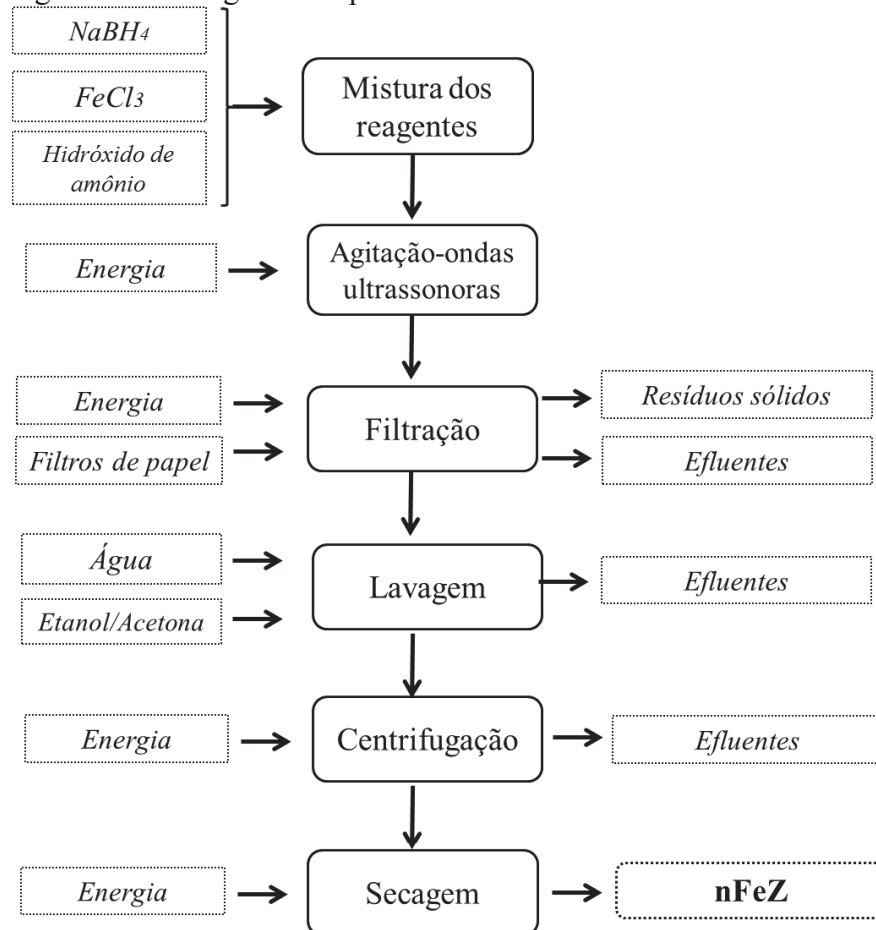 NaBH4
FeCl3
Hidróxido de
amônio
Mistura dos
reagentes
Energia
Agitação-ondas
ultrassonoras
Energia
Filtros de papel
Filtração
Resíduos sólidos
Efluentes
Água
Etanol/Acetona
Lavagem
Efluentes
Energia
Centrifugação
Efluentes
Energia
Secagem
nFeZ